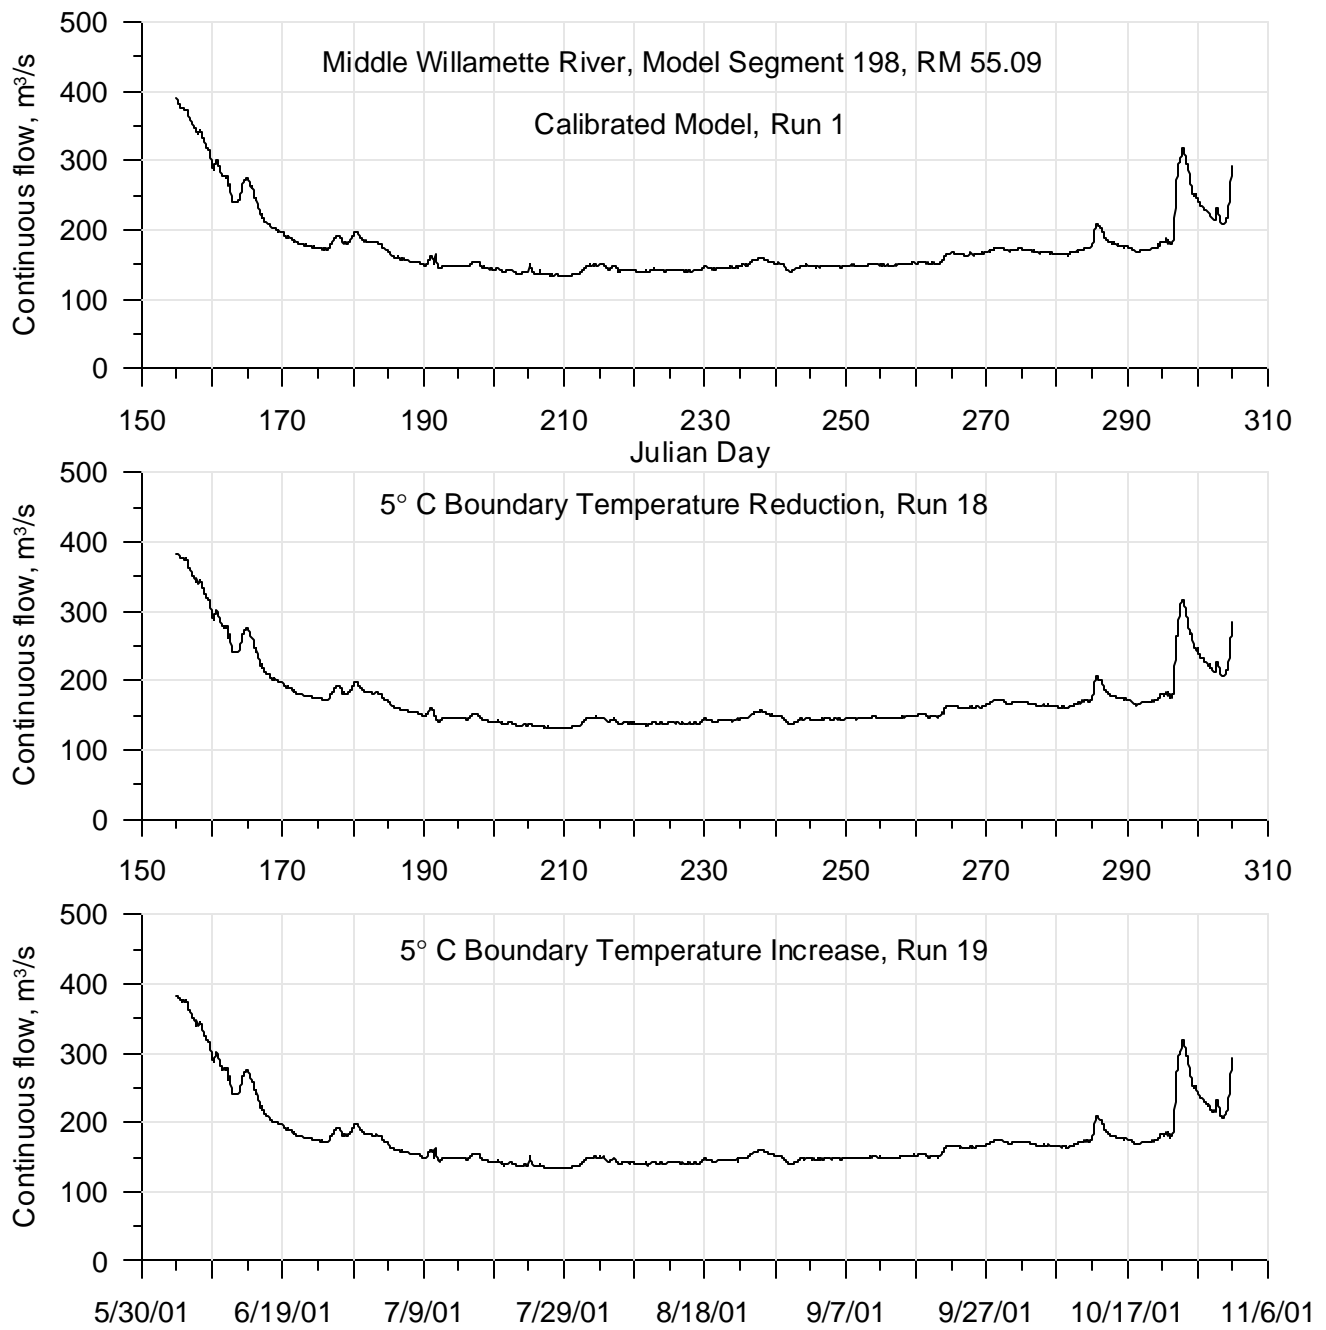 500
Middle Willamette River, Model Segment 198, RM 55.09
400
Calibrated Model, Run 1
300
200
100
0
Continuous flow, m³/s
150 170 190 210 230 250 270 290 310
Julian Day
500
5° C Boundary Temperature Reduction, Run 18
400
300
200
100
0
Continuous flow, m³/s
150 170 190 210 230 250 270 290 310
500
5° C Boundary Temperature Increase, Run 19
400
300
200
100
0
Continuous flow, m³/s
5/30/01 6/19/01 7/9/01 7/29/01 8/18/01 9/7/01 9/27/01 10/17/01 11/6/01